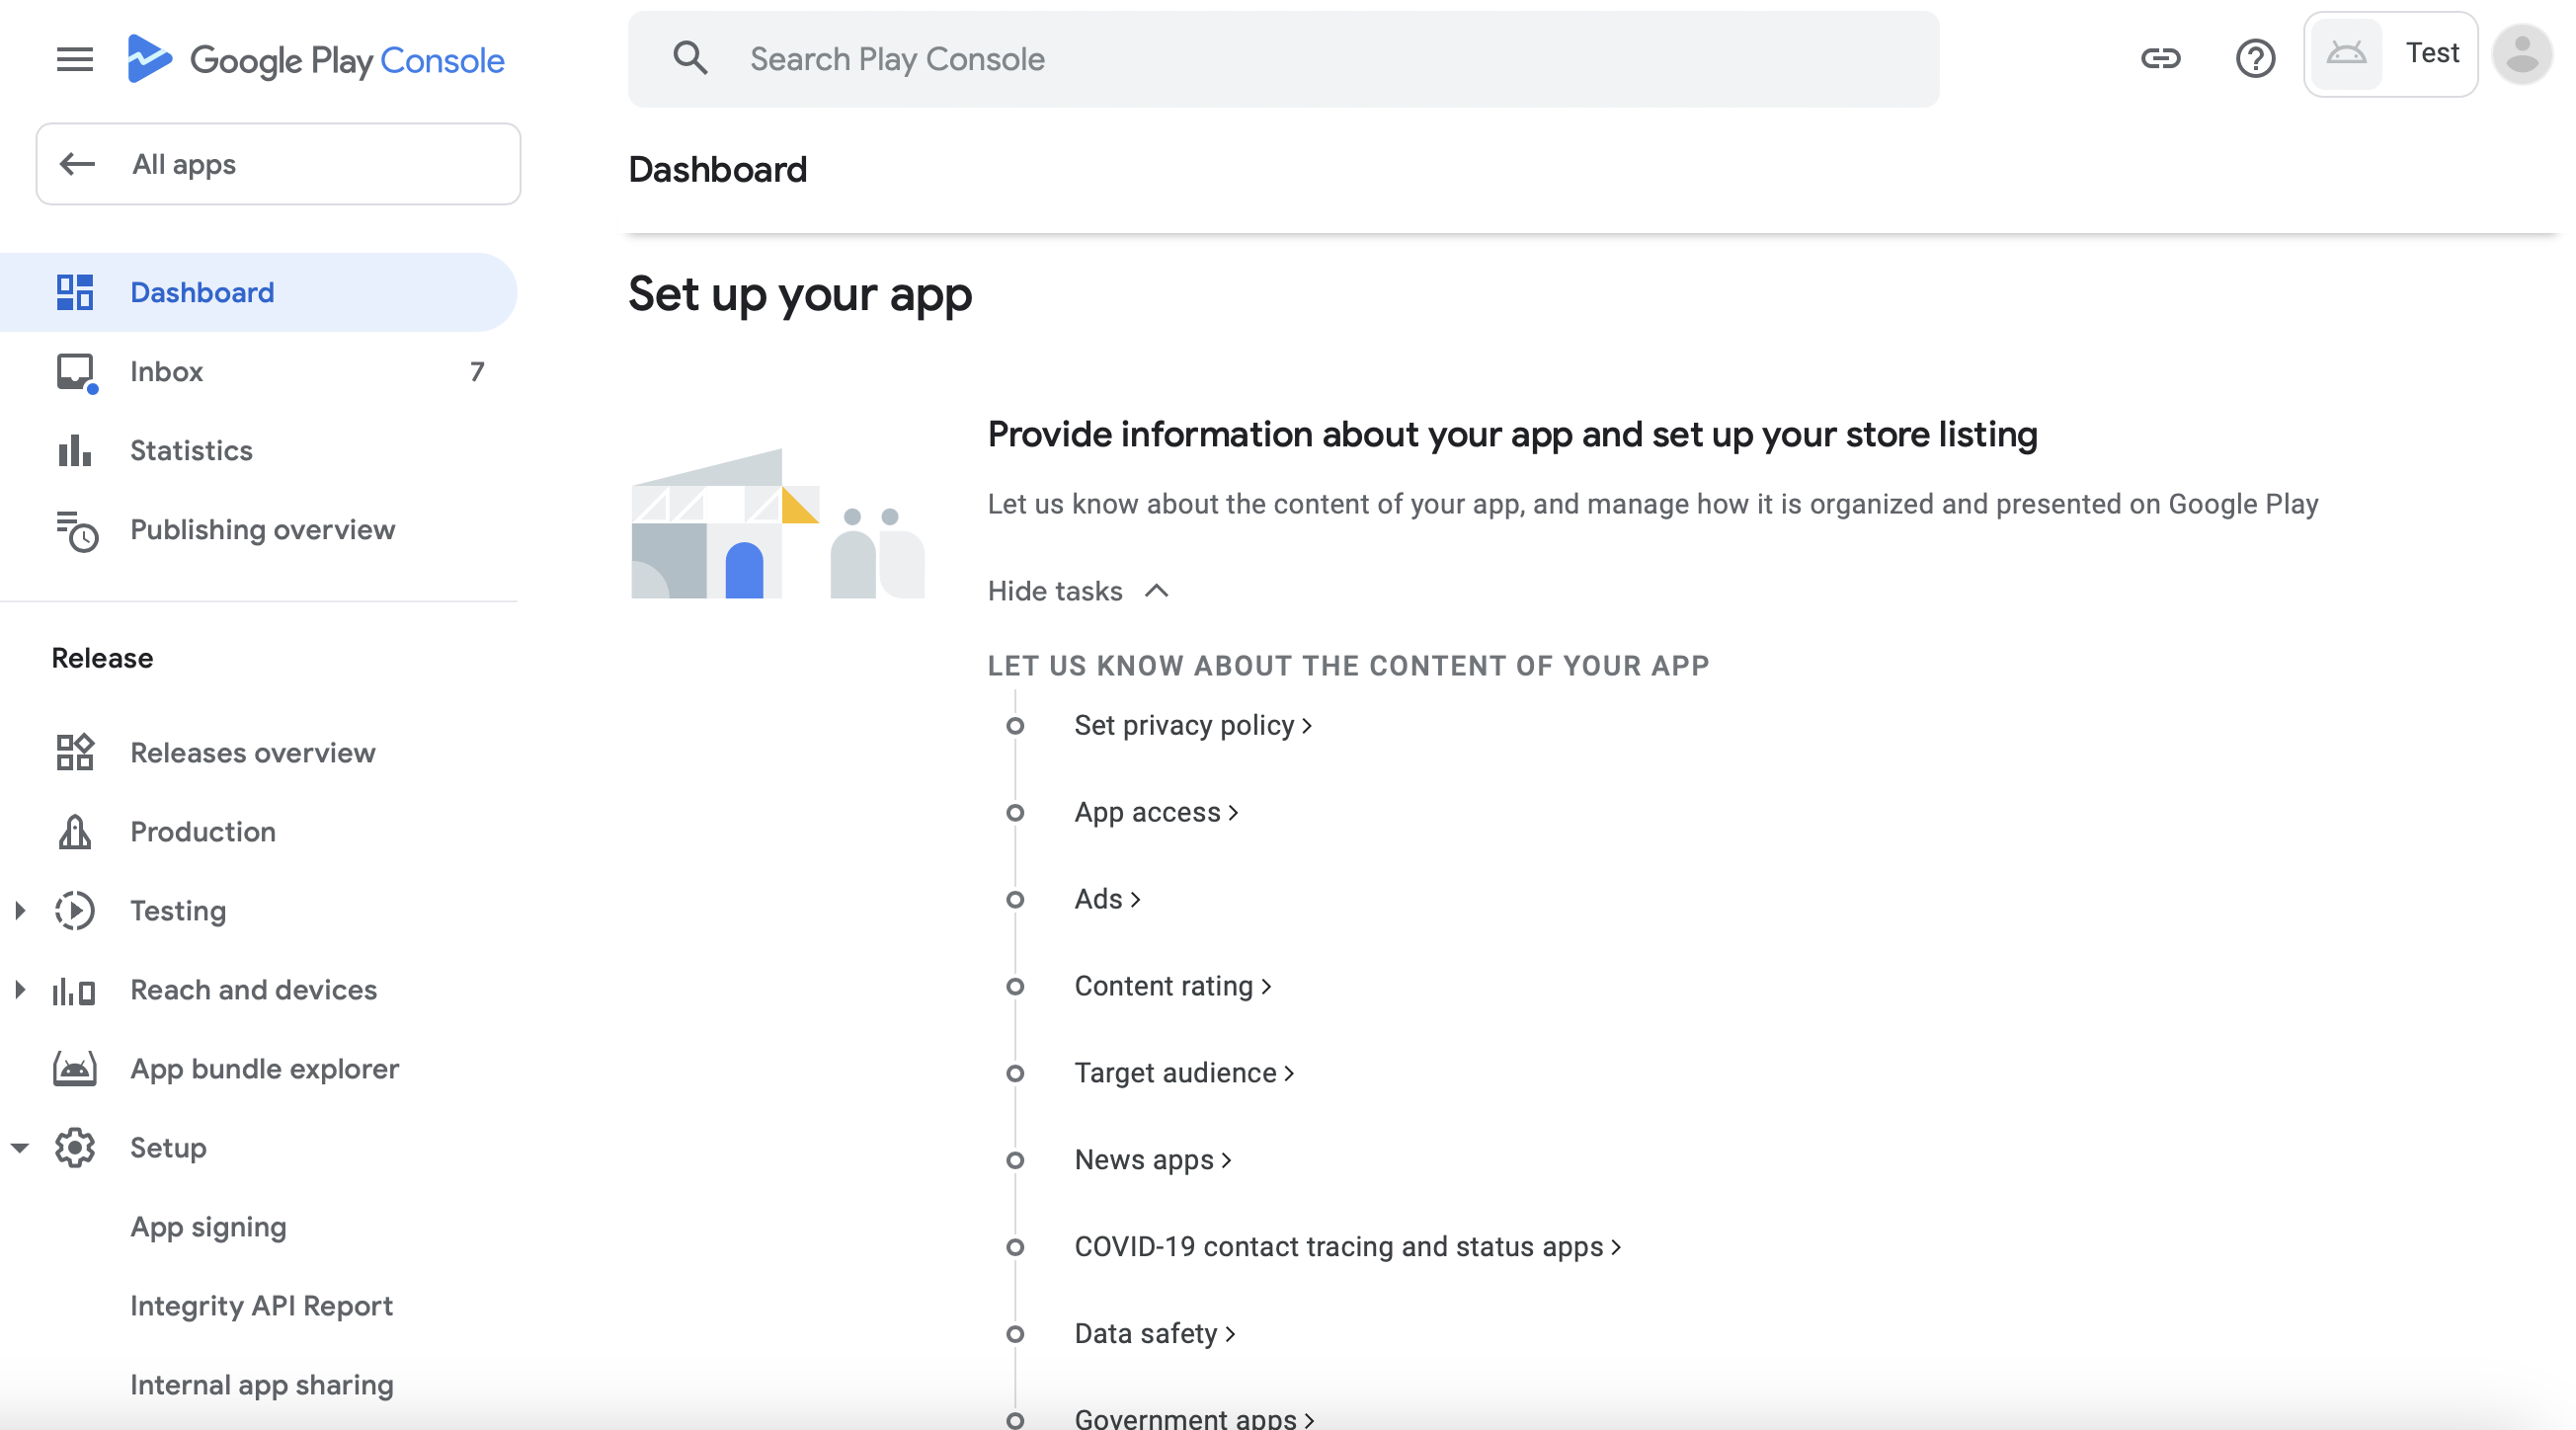 Google Play Console
Search Play Console
Test
All apps
Dashboard
Inbox 7
Statistics
Publishing overview
Release
Releases overview
Production
Testing
Reach and devices
App bundle explorer
Setup
App signing
Integrity API Report
Internal app sharing
Dashboard
Set up your app
Provide information about your app and set up your store listing
Let us know about the content of your app, and manage how it is organized and presented on Google Play
Hide tasks
LET US KNOW ABOUT THE CONTENT OF YOUR APP
Set privacy policy
App access
Ads
Content rating
Target audience
News apps
COVID-19 contact tracing and status apps
Data safety
Government apps